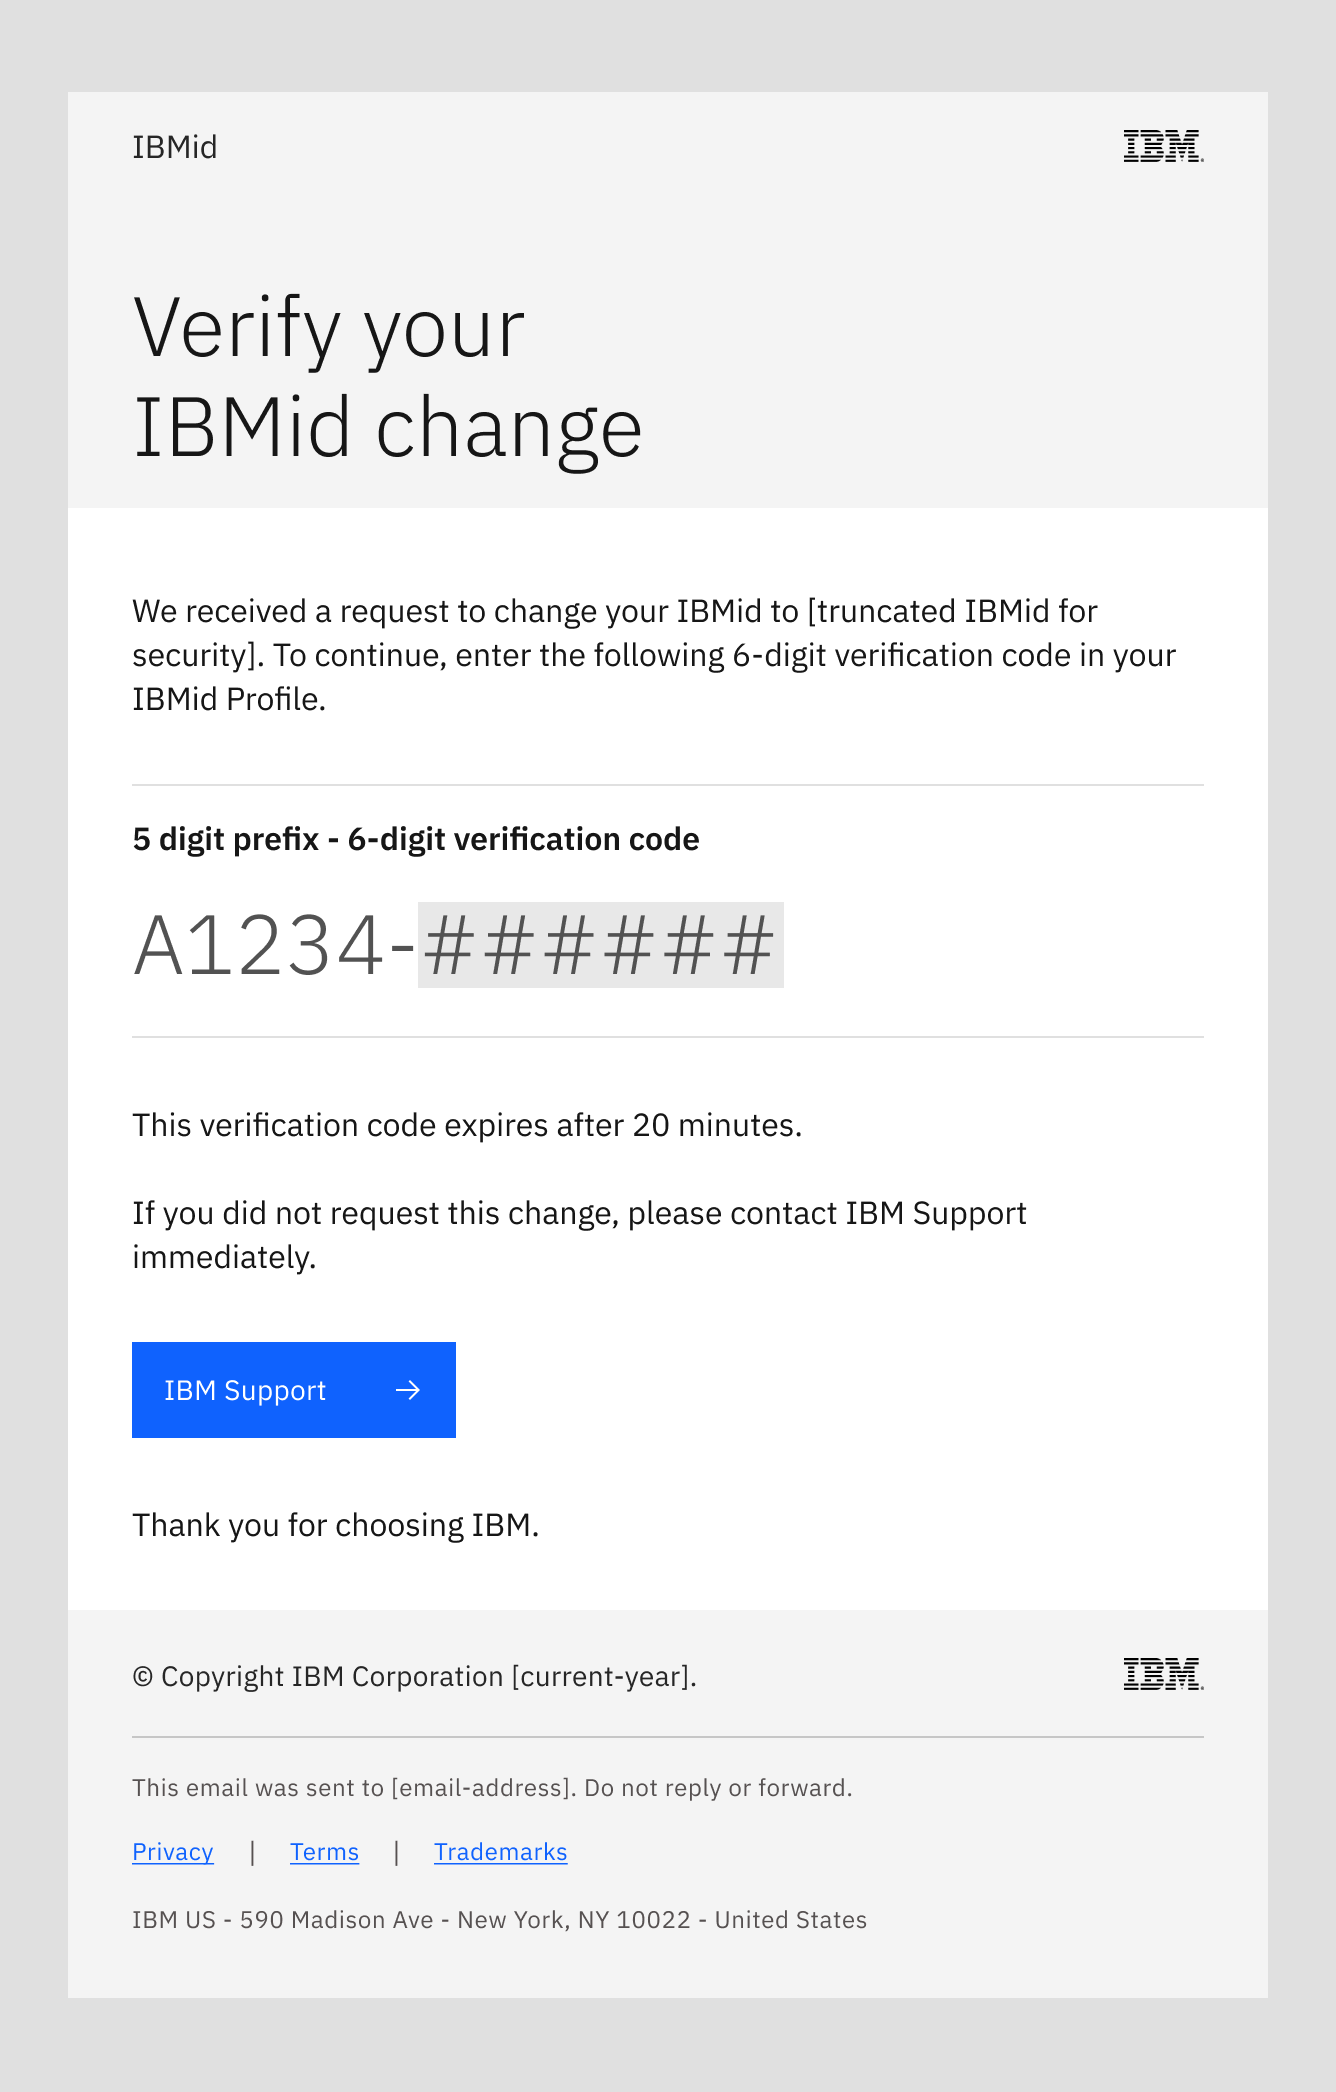 IBMid
IBM
Verify your
IBMid change
We received a request to change your IBMid to [truncated IBMid for
security]. To continue, enter the following 6-digit verification code in your
IBMid Profile.
5 digit prefix - 6-digit verification code
A1234-######
This verification code expires after 20 minutes.
If you did not request this change, please contact IBM Support
immediately.
IBM Support →
Thank you for choosing IBM.
© Copyright IBM Corporation [current-year].
IBM
This email was sent to [email-address]. Do not reply or forward.
Privacy | Terms | Trademarks
IBM US - 590 Madison Ave - New York, NY 10022 - United States